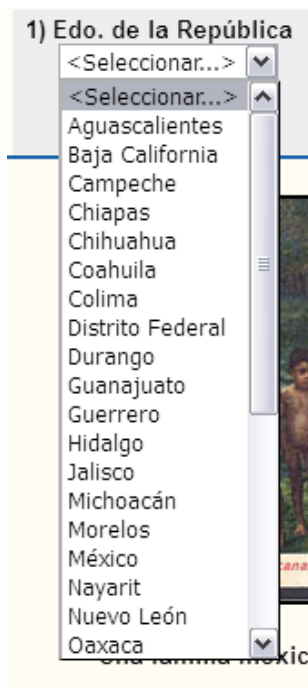 1) Edo. de la República
<Seleccionar...>
<Seleccionar...>
Aguascalientes
Baja California
Campeche
Chiapas
Chihuahua
Coahuila
Colima
Distrito Federal
Durango
Guanajuato
Guerrero
Hidalgo
Jalisco
Michoacán
Morelos
México
Nayarit
Nuevo León
Oaxaca